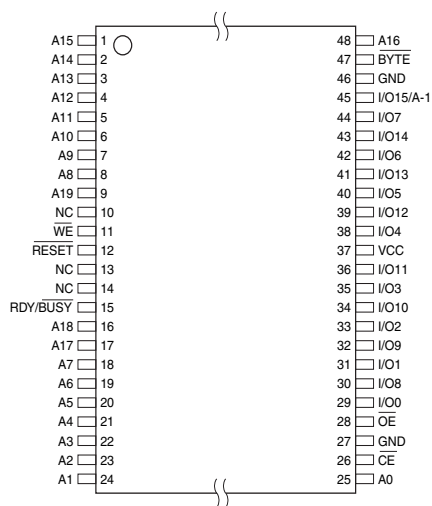 A15 1 48 A16
A14 2 47 BYTE
A13 3 46 GND
A12 4 45 I/O15/A-1
A11 5 44 I/O7
A10 6 43 I/O14
A9 7 42 I/O6
A8 8 41 I/O13
A19 9 40 I/O5
NC 10 39 I/O12
WE 11 38 I/O4
RESET 12 37 VCC
NC 13 36 I/O11
NC 14 35 I/O3
RDY/BUSY 15 34 I/O10
A18 16 33 I/O2
A17 17 32 I/O9
A7 18 31 I/O1
A6 19 30 I/O8
A5 20 29 I/O0
A4 21 28 OE
A3 22 27 GND
A2 23 26 CE
A1 24 25 A0